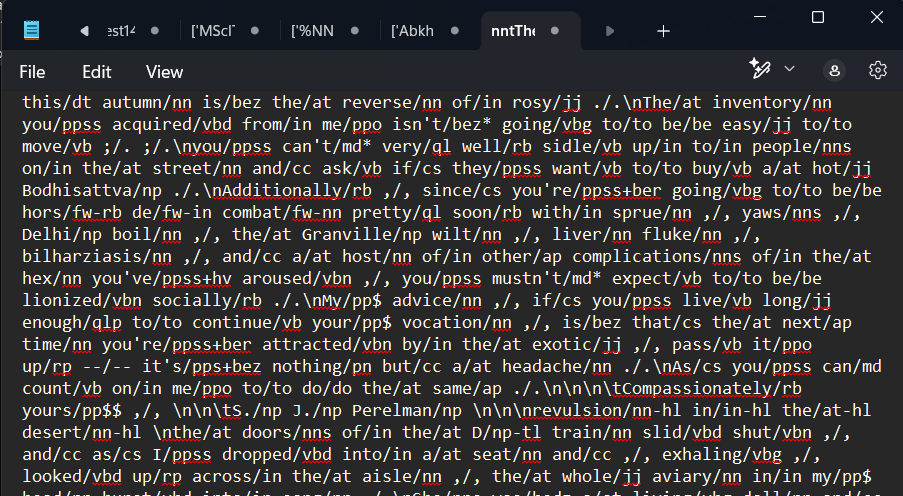 est14
['MScI
['%NN
['Abkh
nntThe
File Edit View
this/dt autumn/nn is/bez the/at reverse/nn of/in rosy/jj ./.\nThe/at inventory/nn
you/ppss acquired/vbd from/in me/ppo isn't/bez* going/vbg to/to be/be easy/jj to/to
move/vb ;/. ;/.\nyou/ppss can't/md* very/ql well/rb sidle/vb up/in to/in people/nns
on/in the/at street/nn and/cc ask/vb if/cs they/ppss want/vb to/to buy/vb a/at hot/jj
Bodhisattva/np ./.\nAdditionally/rb ,/, since/cs you're/ppss+ber going/vbg to/to be/be
hors/fw-rb de/fw-in combat/fw-nn pretty/ql soon/rb with/in sprue/nn ,/, yaws/nns ,/,
Delhi/np boil/nn ,/, the/at Granville/np wilt/nn ,/, liver/nn fluke/nn ,/,
bilharziasis/nn ,/, and/cc a/at host/nn of/in other/ap complications/nns of/in the/at
hex/nn you've/ppss+hv aroused/vbn ,/, you/ppss mustn't/md* expect/vb to/to be/be
lionized/vbn socially/rb ./.\nMy/pp$ advice/nn ,/, if/cs you/ppss live/vb long/jj
enough/qlp to/to continue/vb your/pp$ vocation/nn ,/, is/bez that/cs the/at next/ap
time/nn you're/ppss+ber attracted/vbn by/in the/at exotic/jj ,/, pass/vb it/ppo
up/rp --/-- it's/pps+bez nothing/pn but/cc a/at headache/nn ./.\nAs/cs you/ppss can/md
count/vb on/in me/ppo to/to do/do the/at same/ap ./.\n\n\n\tCompassionately/rb
yours/pp$$ ,/, \n\n\tS./np J./np Perelman/np \n\n\nrevulsion/nn-hl in/in-hl the/at-hl
desert/nn-hl \nthe/at doors/nns of/in the/at D/np-tl train/nn slid/vbd shut/vbn ,/,
and/cc as/cs I/ppss dropped/vbd into/in a/at seat/nn and/cc ,/, exhaling/vbg ,/,
looked/vbd up/rp across/in the/at aisle/nn ,/, the/at whole/jj aviary/nn in/in my/pp$